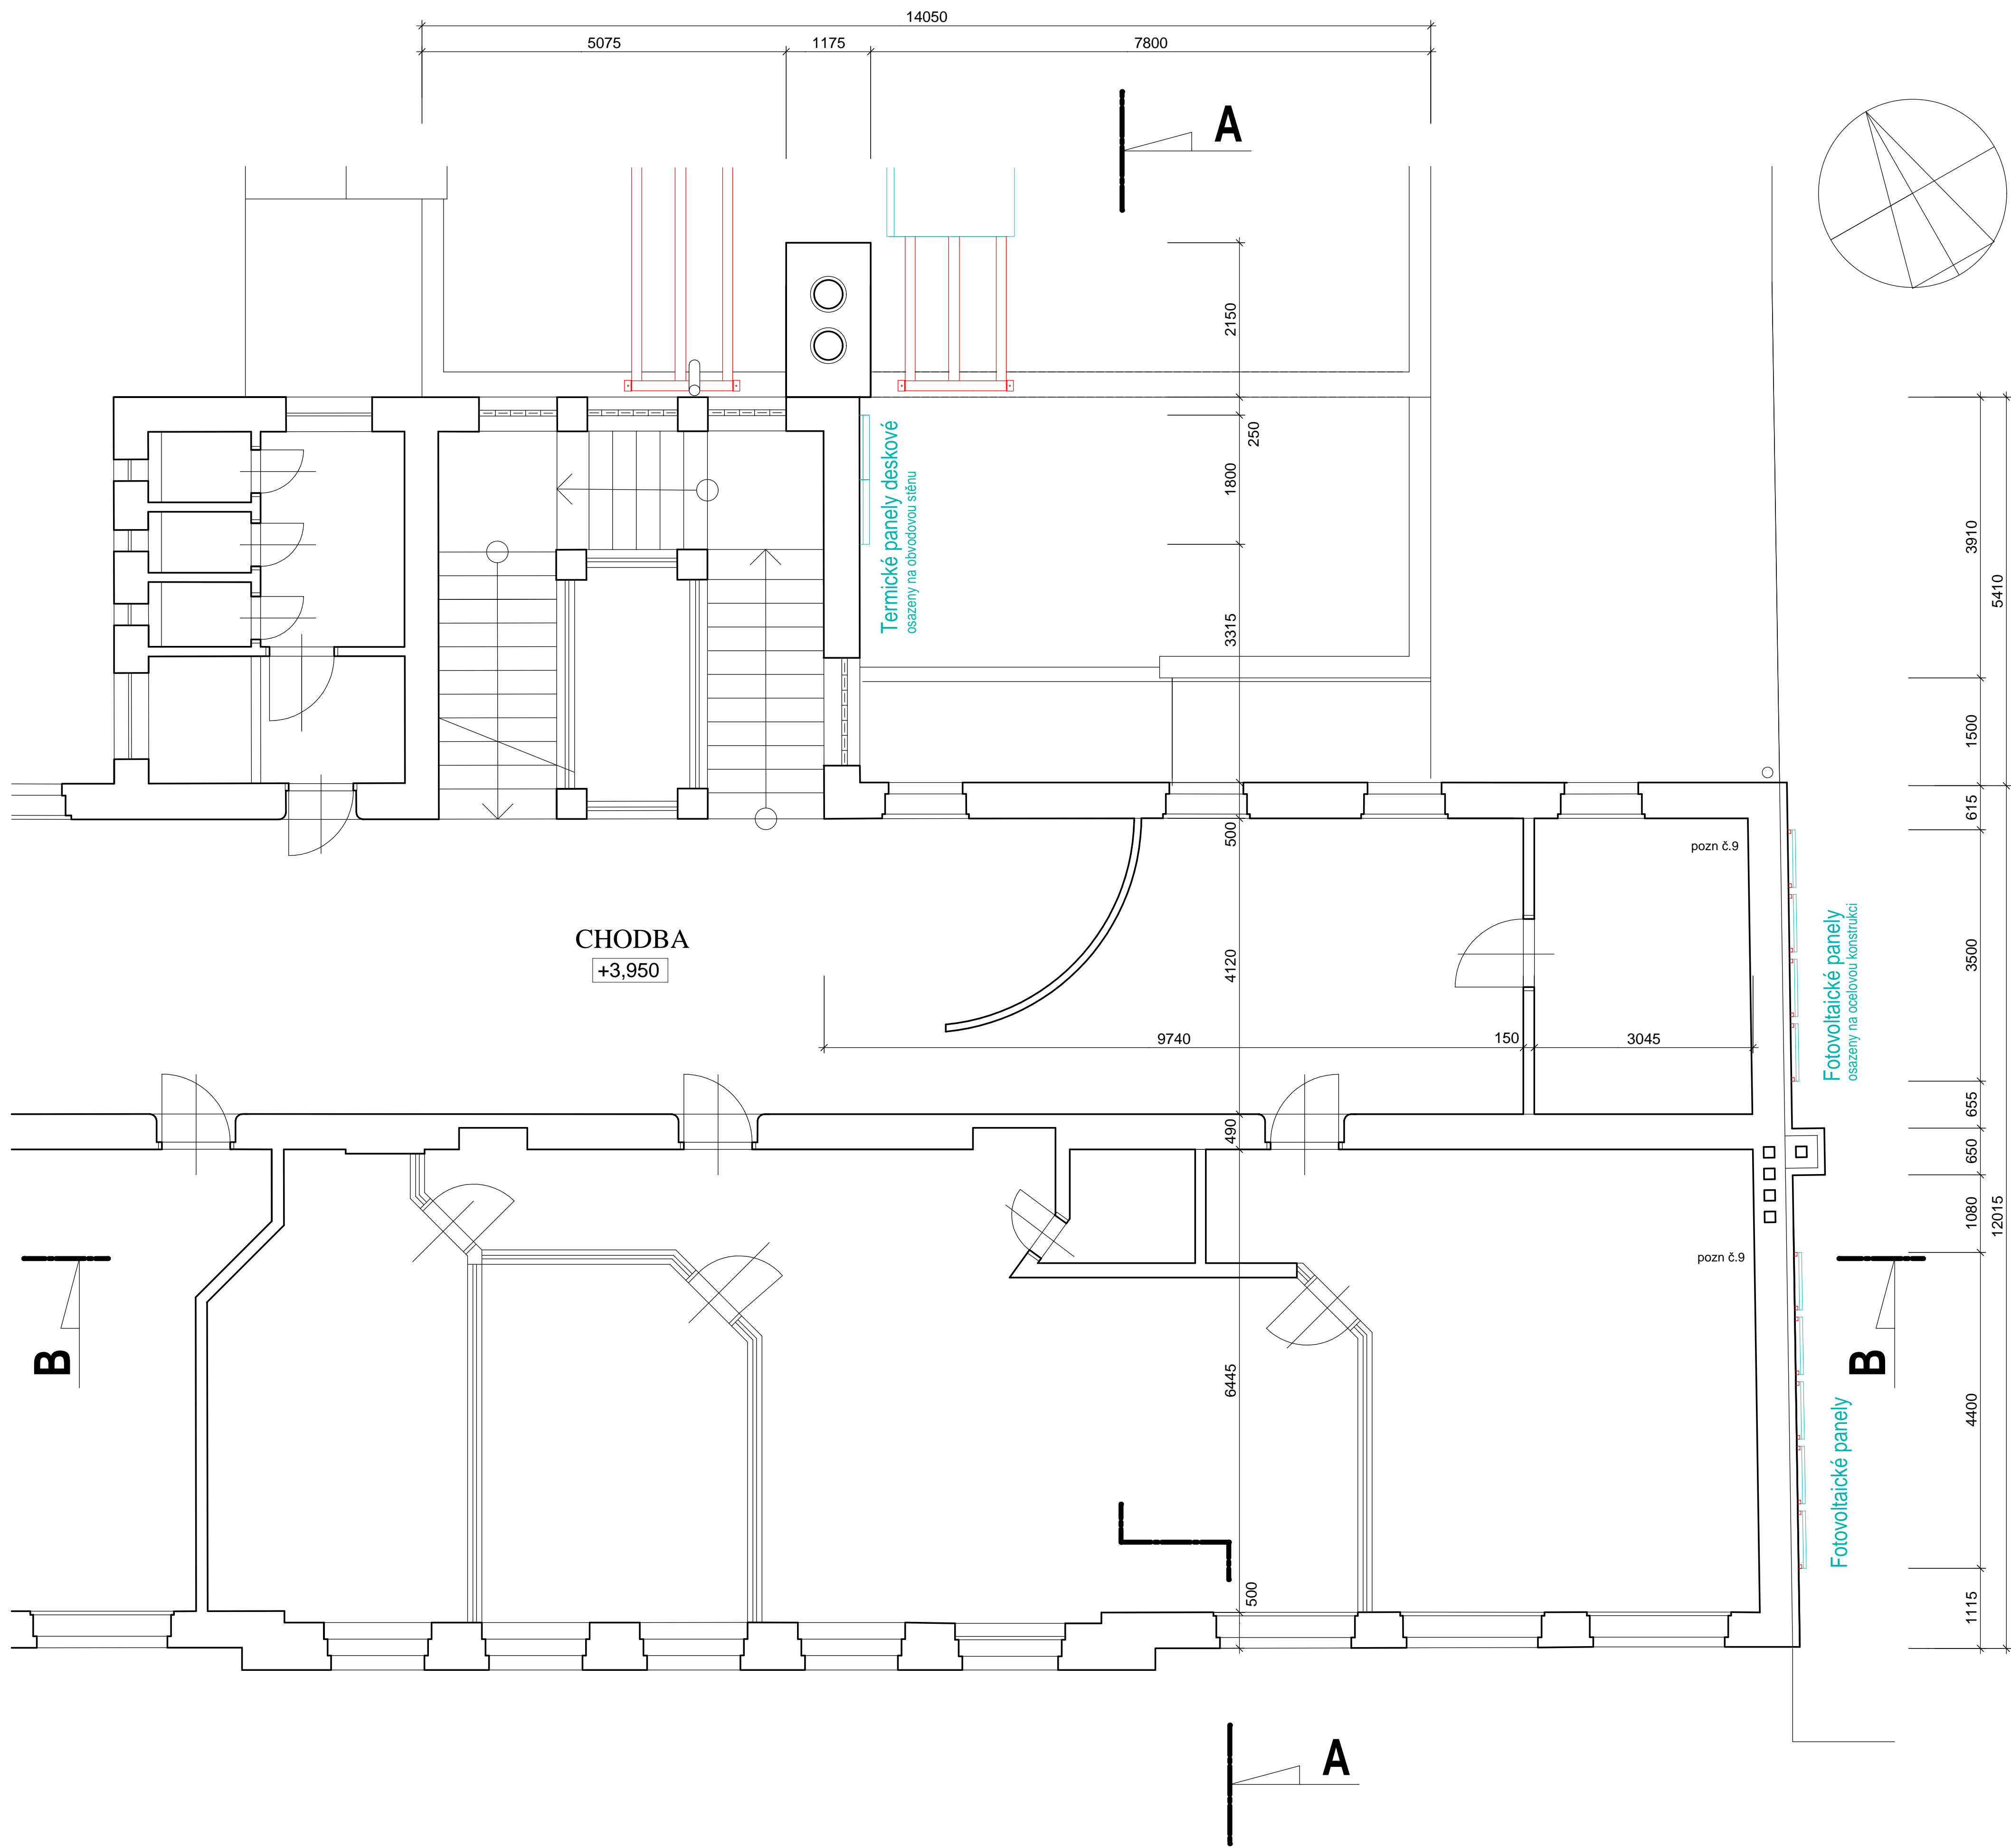 14050
5075
1175
7800
A
2150
250
1800
3315
3910
5410
1500
615
Termické panely deskové
osazeny na obvodovou stěnu
500
pozn č.9
CHODBA
+3,950
4120
3500
Fotovoltaické panely
osazeny na ocelovou konstrukci
9740
150
3045
655
490
650
1080
12015
pozn č.9
B
B
6445
4400
Fotovoltaické panely
500
1115
A